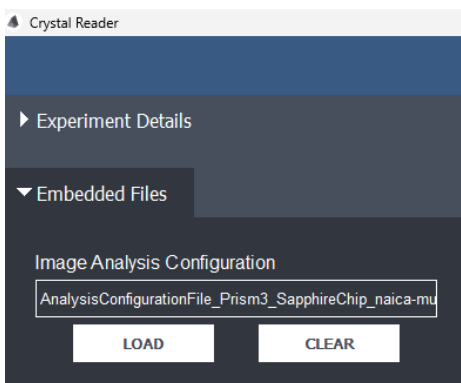 Crystal Reader
Experiment Details
Embedded Files
Image Analysis Configuration
AnalysisConfigurationFile_Prism3_SapphireChip_naica-mu
LOAD CLEAR